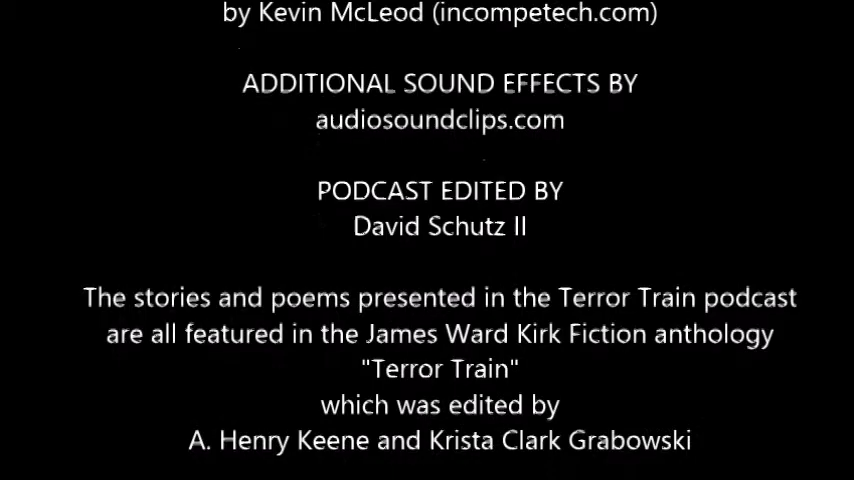 by Kevin McLeod (incompetech.com)
ADDITIONAL SOUND EFFECTS BY
audiosoundclips.com
PODCAST EDITED BY
David Schutz II
The stories and poems presented in the Terror Train podcast
are all featured in the James Ward Kirk Fiction anthology
"Terror Train"
which was edited by
A. Henry Keene and Krista Clark Grabowski